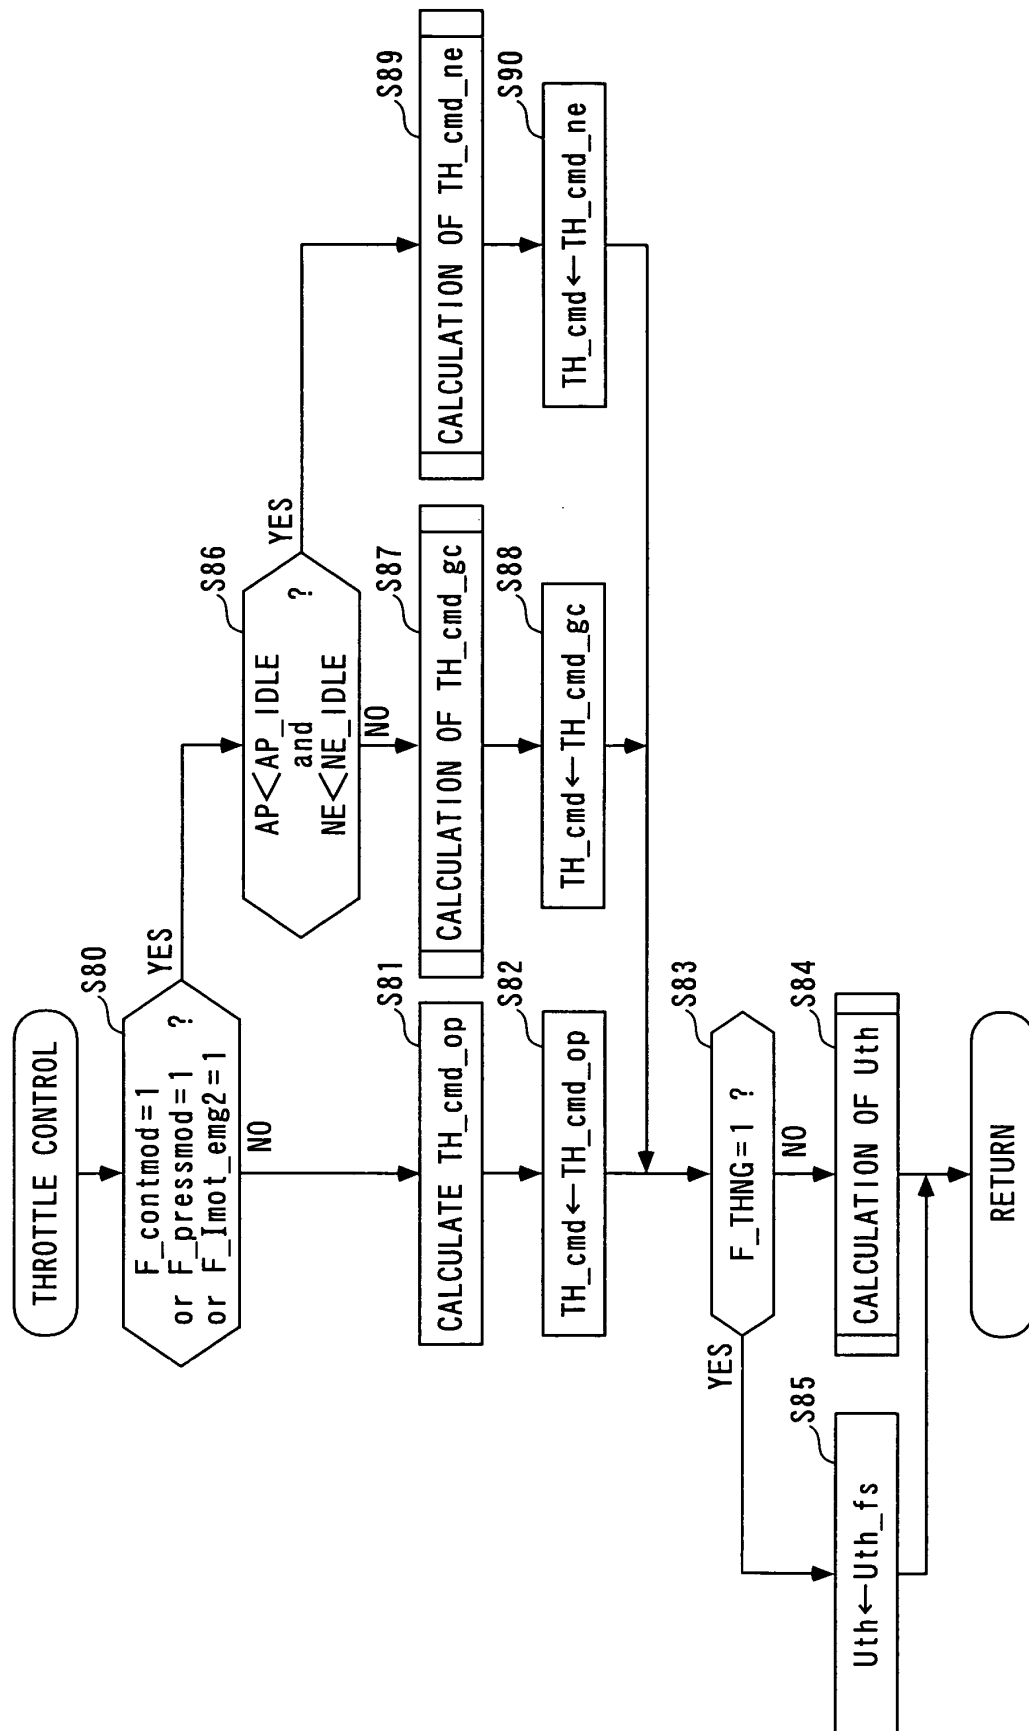 THROTTLE CONTROL
S80
F_contmod=1
or F_pressmod=1 ?
or F_Imot_emg2=1
YES
NO
S86
AP<AP_IDLE
and ?
NE<NE_IDLE
YES
NO
S81
CALCULATE TH_cmd_op
S87
CALCULATION OF TH_cmd_gc
S89
CALCULATION OF TH_cmd_ne
S82
TH_cmd←TH_cmd_op
S88
TH_cmd←TH_cmd_gc
S90
TH_cmd←TH_cmd_ne
S83
F_THNG=1 ?
YES
NO
S85
Uth←Uth_fs
S84
CALCULATION OF Uth
RETURN